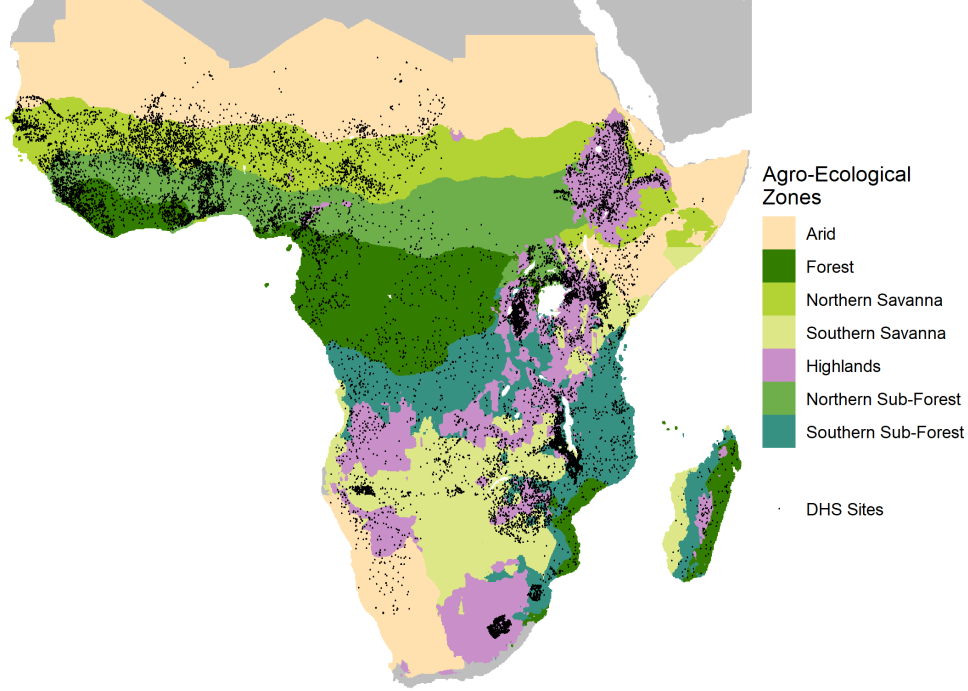 Agro-Ecological
Zones
Arid
Forest
Northern Savanna
Southern Savanna
Highlands
Northern Sub-Forest
Southern Sub-Forest
DHS Sites